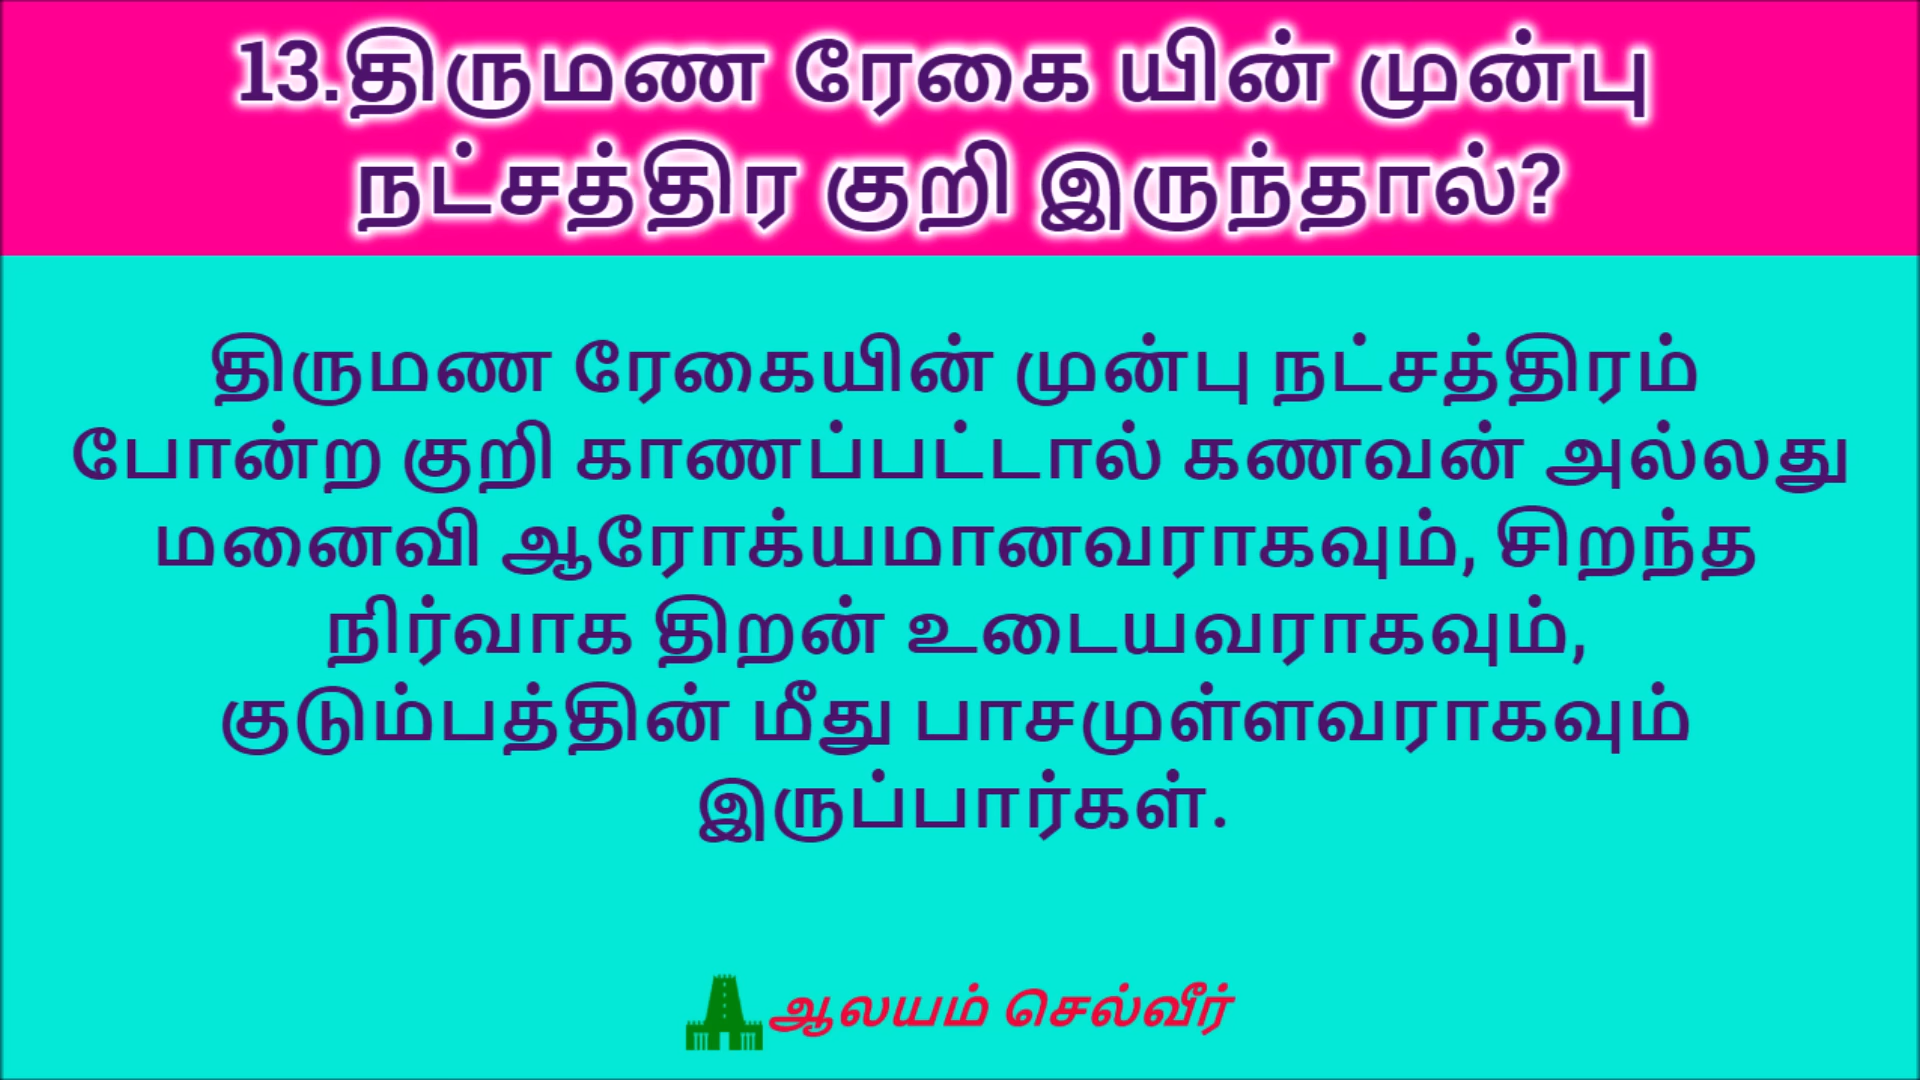 13.திருமண ரேகை யின் முன்பு
நட்சத்திர குறி இருந்தால்?
திருமண ரேகையின் முன்பு நட்சத்திரம்
போன்ற குறி காணப்பட்டால் கணவன் அல்லது
மனைவி ஆரோக்யமானவராகவும், சிறந்த
நிர்வாக திறன் உடையவராகவும்,
குடும்பத்தின் மீது பாசமுள்ளவராகவும்
இருப்பார்கள்.
ஆலயம் செல்வீர்